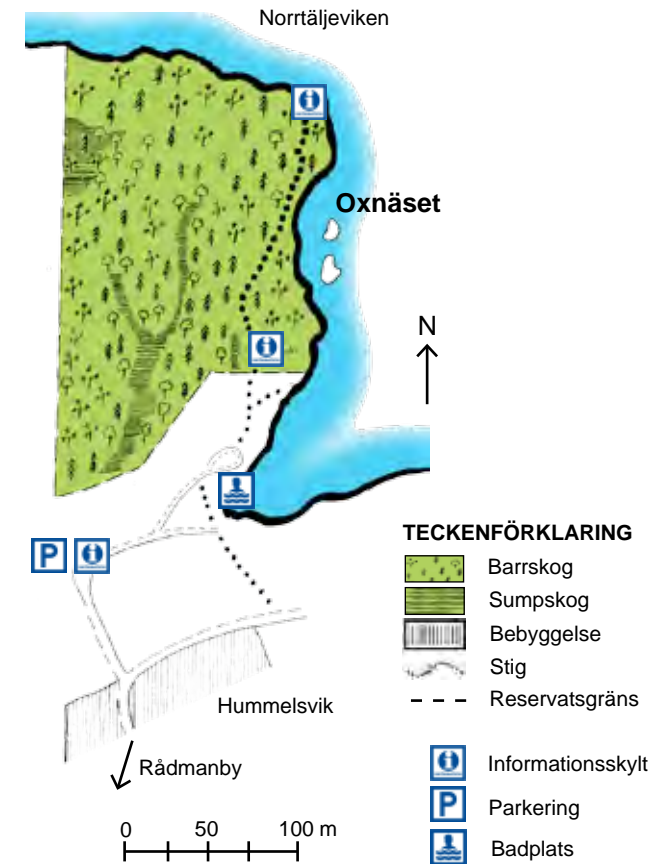 Norrtäljeviken
Oxnäset
N
P
TECKENFÖRKLARING
Barrskog
Sumpskog
Bebyggelse
Stig
Reservatsgräns
Hummelsvik
Rådmanby
Informationsskylt
P Parkering
Badplats
0 50 100 m